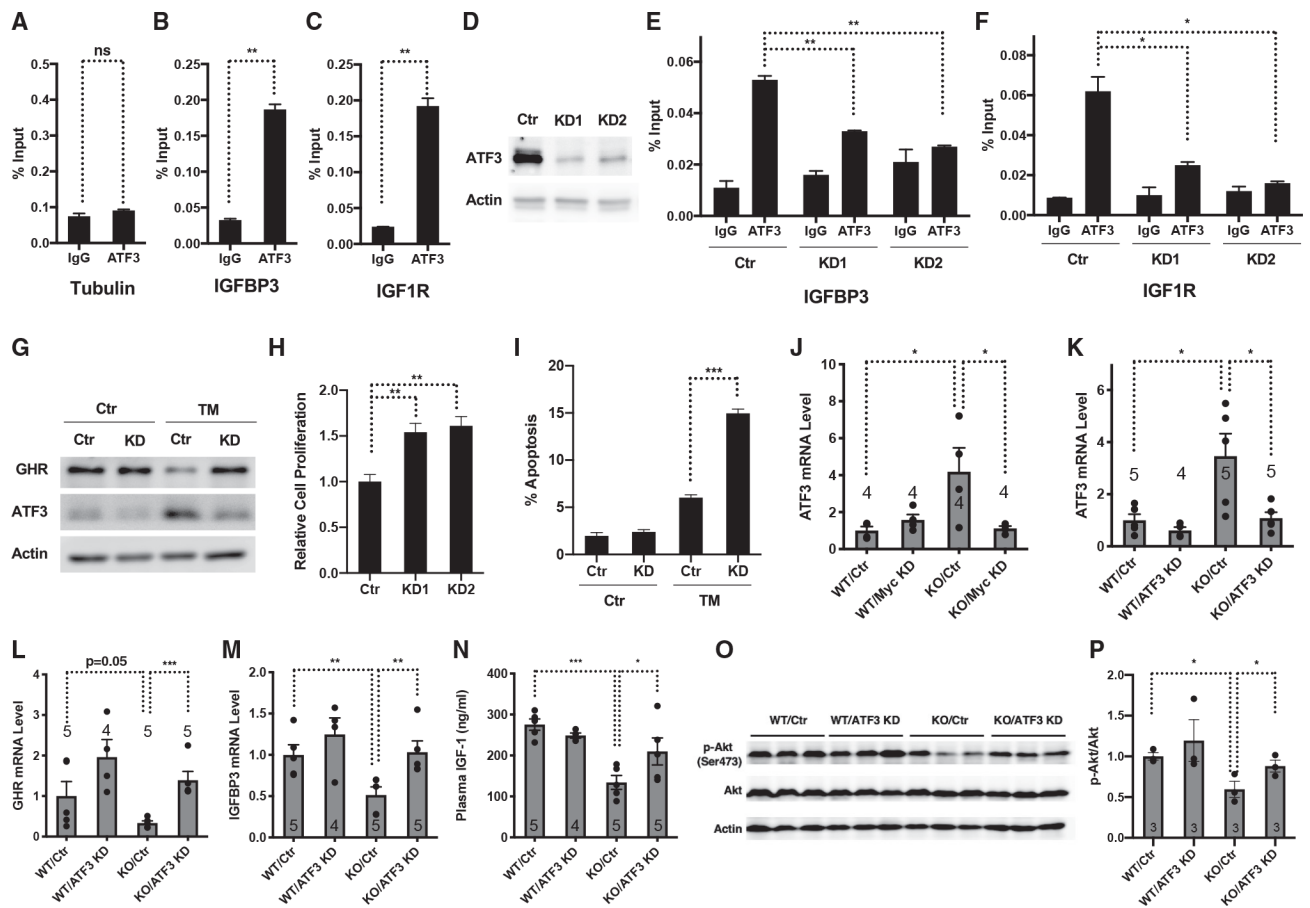 A
ns
% Input
0.5
0.4
0.3
0.2
0.1
0.0
IgG ATF3
Tubulin
B
**
% Input
0.25
0.20
0.15
0.10
0.05
0.00
IgG ATF3
IGFBP3
C
**
% Input
0.25
0.20
0.15
0.10
0.05
0.00
IgG ATF3
IGF1R
D
Ctr KD1 KD2
ATF3
Actin
E
**
**
% Input
0.06
0.04
0.02
0.00
IgG ATF3 IgG ATF3 IgG ATF3
Ctr KD1 KD2
IGFBP3
F
*
*
% Input
0.08
0.06
0.04
0.02
0.00
IgG ATF3 IgG ATF3 IgG ATF3
Ctr KD1 KD2
IGF1R
G
Ctr TM
Ctr KD Ctr KD
GHR
ATF3
Actin
H
**
**
Relative Cell Proliferation
2.0
1.5
1.0
0.5
0.0
Ctr KD1 KD2
I
***
% Apoptosis
20
15
10
5
0
Ctr KD Ctr KD
Ctr TM
J
* *
ATF3 mRNA Level
10
8
6
4
2
0
4 4 4 4
WT/Ctr
WT/Myc KD
KO/Ctr
KO/Myc KD
K
* *
ATF3 mRNA Level
6
4
2
0
5 4 5 5
WT/Ctr
WT/ATF3 KD
KO/Ctr
KO/ATF3 KD
L
p=0.05 ***
GHR mRNA Level
4
3
2
1
0
5 4 5 5
WT/Ctr
WT/ATF3 KD
KO/Ctr
KO/ATF3 KD
M
** **
IGFBP3 mRNA Level
2.0
1.5
1.0
0.5
0.0
5 4 5 5
WT/Ctr
WT/ATF3 KD
KO/Ctr
KO/ATF3 KD
N
*** *
Plasma IGF-1 (ng/ml)
400
300
200
100
0
5 4 5 5
WT/Ctr
WT/ATF3 KD
KO/Ctr
KO/ATF3 KD
O
WT/Ctr WT/ATF3 KD KO/Ctr KO/ATF3 KD
p-Akt
(Ser473)
Akt
Actin
P
* *
p-Akt/Akt
2.0
1.5
1.0
0.5
0.0
3 3 3 3
WT/Ctr
WT/ATF3 KD
KO/Ctr
KO/ATF3 KD